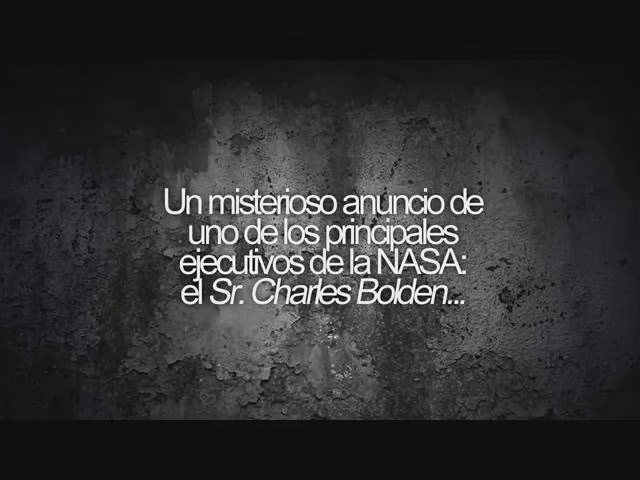 Un misterioso anuncio de
uno de los principales
ejecutivos de la NASA:
el Sr. Charles Bolden...